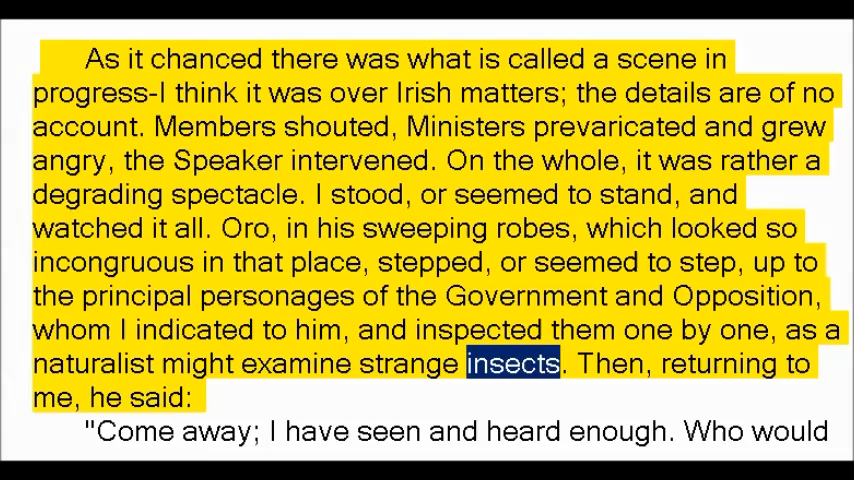 As it chanced there was what is called a scene in
progress-I think it was over Irish matters; the details are of no
account. Members shouted, Ministers prevaricated and grew
angry, the Speaker intervened. On the whole, it was rather a
degrading spectacle. I stood, or seemed to stand, and
watched it all. Oro, in his sweeping robes, which looked so
incongruous in that place, stepped, or seemed to step, up to
the principal personages of the Government and Opposition,
whom I indicated to him, and inspected them one by one, as a
naturalist might examine strange insects. Then, returning to
me, he said:
"Come away; I have seen and heard enough. Who would